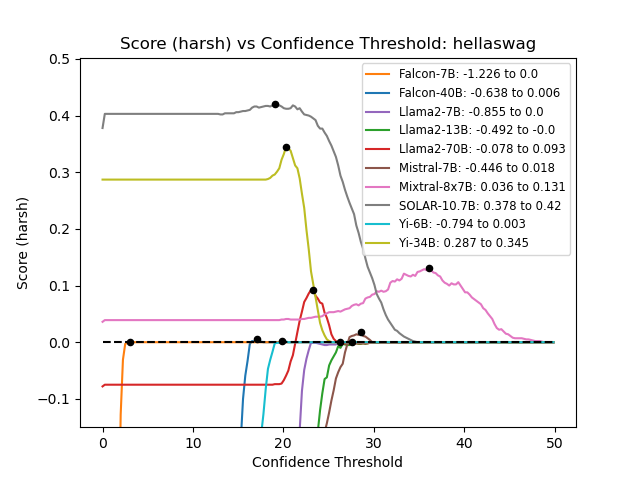 Score (harsh) vs Confidence Threshold: hellaswag
Score (harsh)
0.5
0.4
0.3
0.2
0.1
0.0
−0.1
Falcon-7B: -1.226 to 0.0
Falcon-40B: -0.638 to 0.006
Llama2-7B: -0.855 to 0.0
Llama2-13B: -0.492 to -0.0
Llama2-70B: -0.078 to 0.093
Mistral-7B: -0.446 to 0.018
Mixtral-8x7B: 0.036 to 0.131
SOLAR-10.7B: 0.378 to 0.42
Yi-6B: -0.794 to 0.003
Yi-34B: 0.287 to 0.345
0 10 20 30 40 50
Confidence Threshold